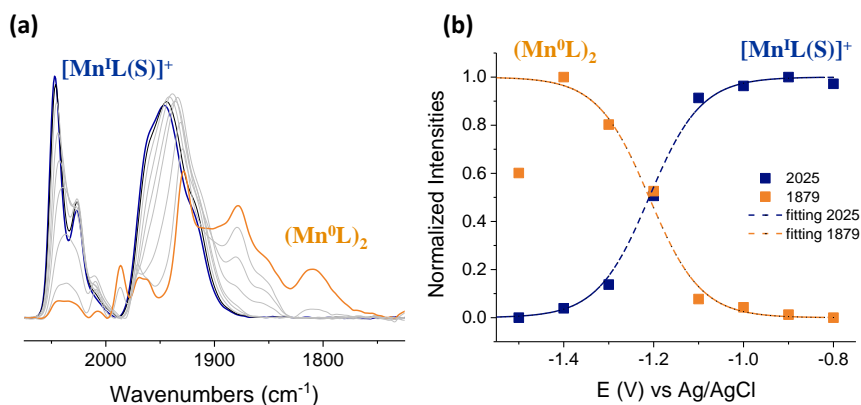 (a)
[MnᴵL(S)]⁺
(Mn⁰L)₂
2000
1900
1800
Wavenumbers (cm⁻¹)
(b)
(Mn⁰L)₂
[MnᴵL(S)]⁺
Normalized Intensities
1.0
0.8
0.6
0.4
0.2
0.0
2025
1879
fitting 2025
fitting 1879
-1.4
-1.2
-1.0
-0.8
E (V) vs Ag/AgCl